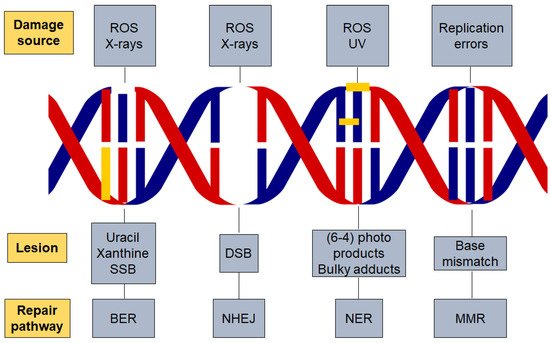 Damage
source
ROS
X-rays
ROS
X-rays
ROS
UV
Replication
errors
Lesion
Uracil
Xanthine
SSB
DSB
(6-4) photo
products
Bulky adducts
Base
mismatch
Repair
pathway
BER
NHEJ
NER
MMR